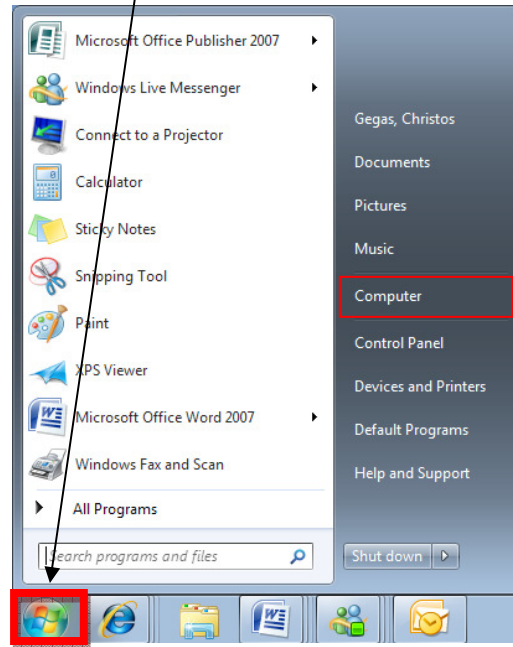 Microsoft Office Publisher 2007
Windows Live Messenger
Connect to a Projector
Calculator
Sticky Notes
Snipping Tool
Paint
XPS Viewer
Microsoft Office Word 2007
Windows Fax and Scan
All Programs
Search programs and files
Gegas, Christos
Documents
Pictures
Music
Computer
Control Panel
Devices and Printers
Default Programs
Help and Support
Shut down